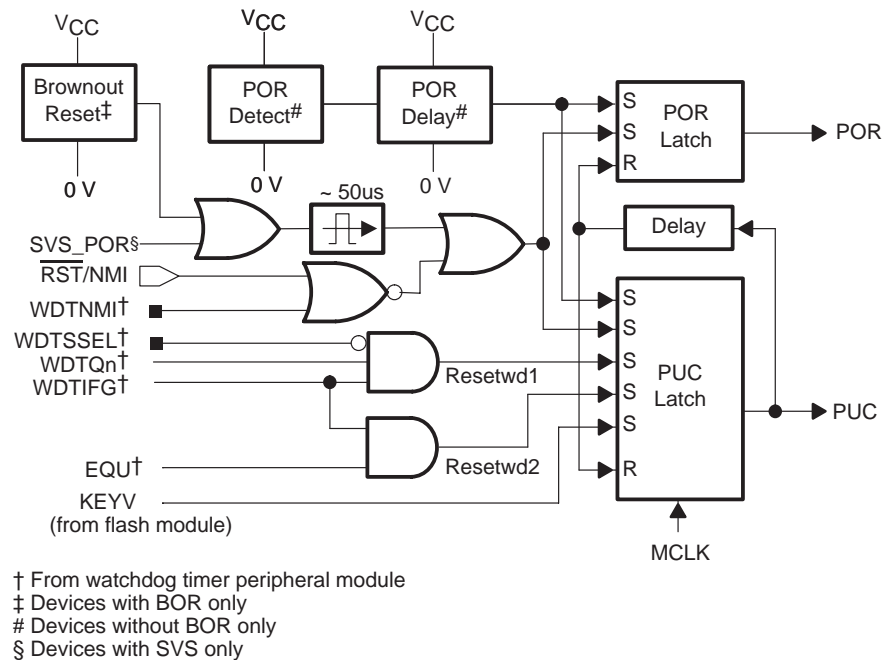 VCC
VCC
VCC
Brownout
Reset‡
POR
Detect#
POR
Delay#
S
S
R
POR
Latch
POR
0 V
0 V
0 V
~ 50us
SVS_POR§
Delay
RST/NMI
WDTNMI†
WDTSSEL†
WDTQn†
WDTIFG†
Resetwd1
EQU†
Resetwd2
KEYV
(from flash module)
S
S
S
S
S
R
PUC
Latch
PUC
MCLK
† From watchdog timer peripheral module
‡ Devices with BOR only
# Devices without BOR only
§ Devices with SVS only